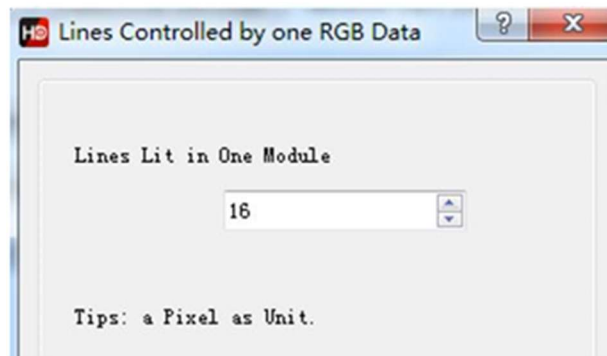 HD Lines Controlled by one RGB Data ?
Lines Lit in One Module
16
Tips: a Pixel as Unit.